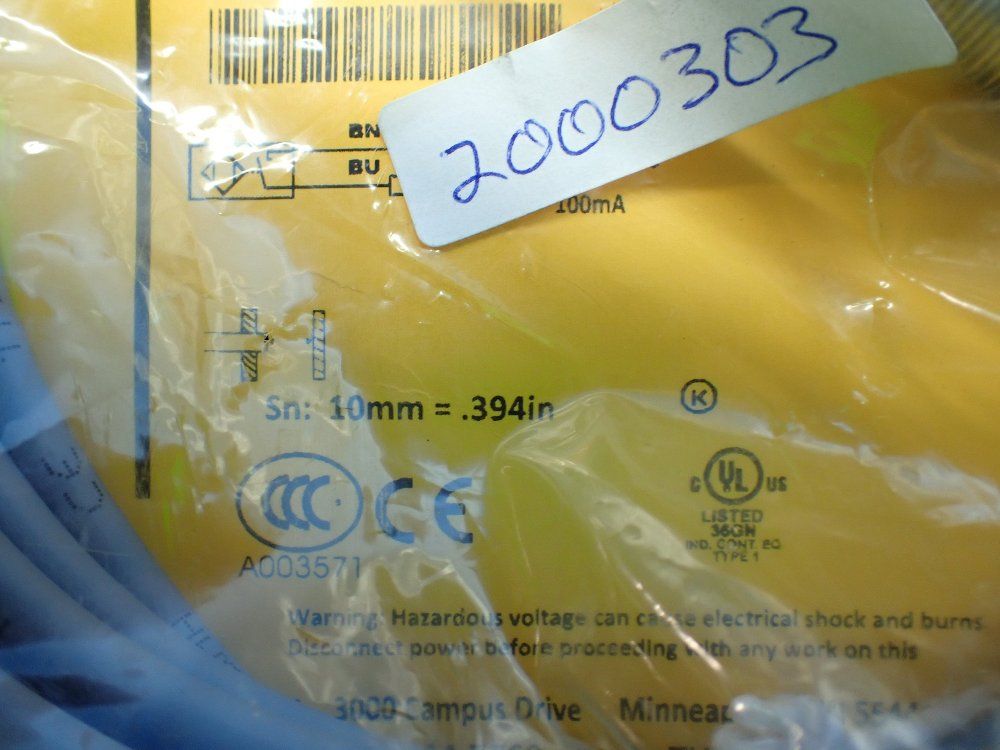 2000303
BN
BU
100mA
Sn: 10mm = .394in
K
CCC CE
A003571
C UL US
LISTED
36GN
IND. CONT. EQ
TYPE 1
Warning: Hazardous voltage can cause electrical shock and burns
Disconnect power before proceeding with any work on this
3000 Campus Drive